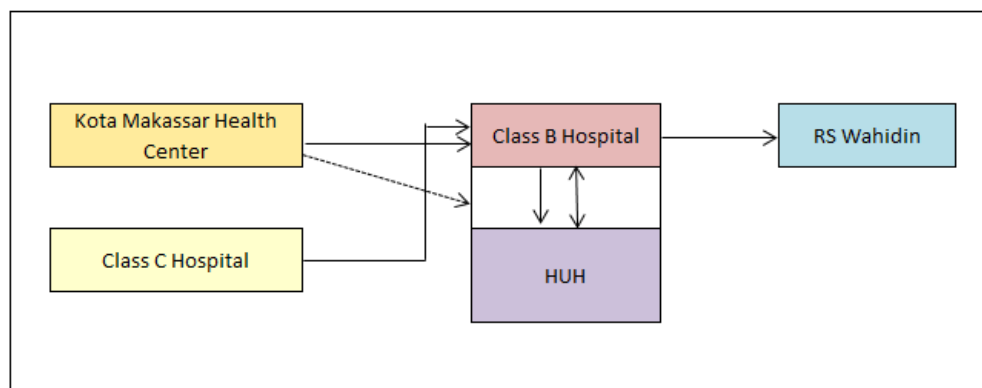 Kota Makassar Health
Center
Class B Hospital
RS Wahidin
Class C Hospital
HUH